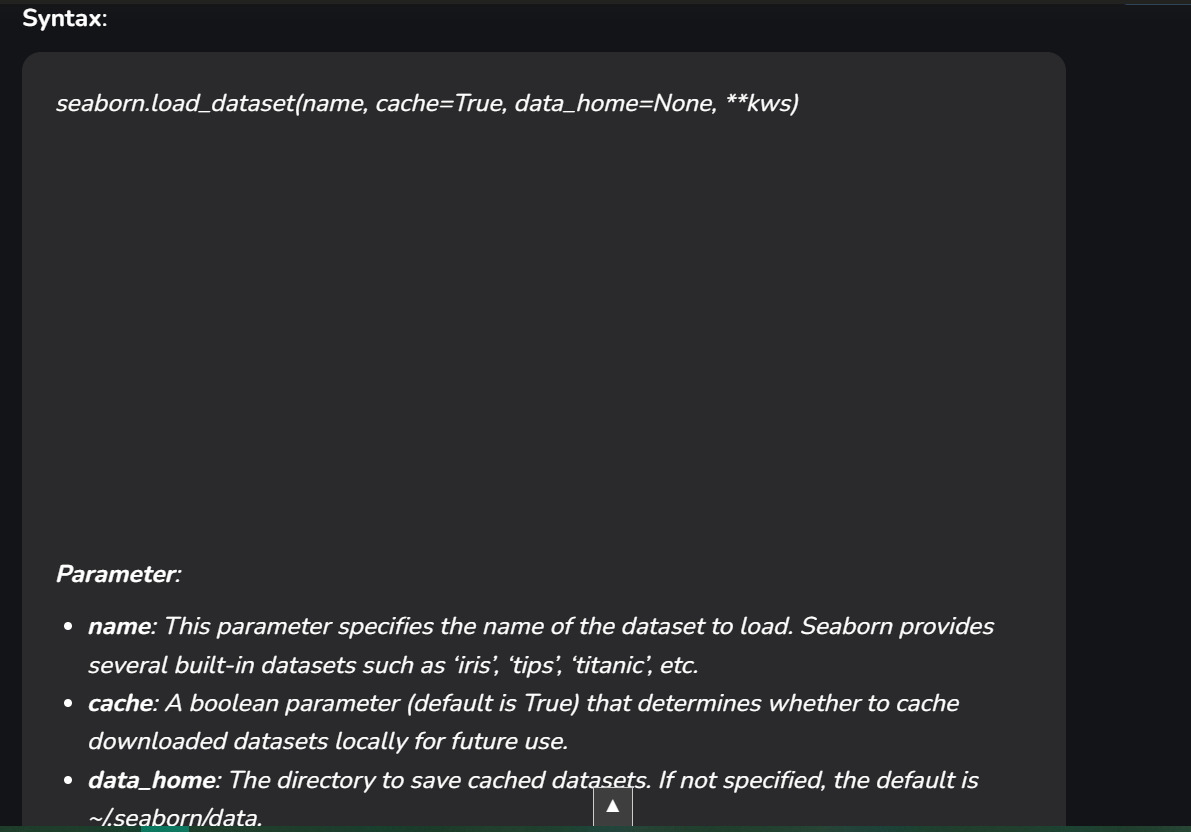 Syntax:
seaborn.load_dataset(name, cache=True, data_home=None, **kws)
Parameter:
• name: This parameter specifies the name of the dataset to load. Seaborn provides
several built-in datasets such as ‘iris’, ‘tips’, ‘titanic’, etc.
• cache: A boolean parameter (default is True) that determines whether to cache
downloaded datasets locally for future use.
• data_home: The directory to save cached datasets. If not specified, the default is
~/.seaborn/data.